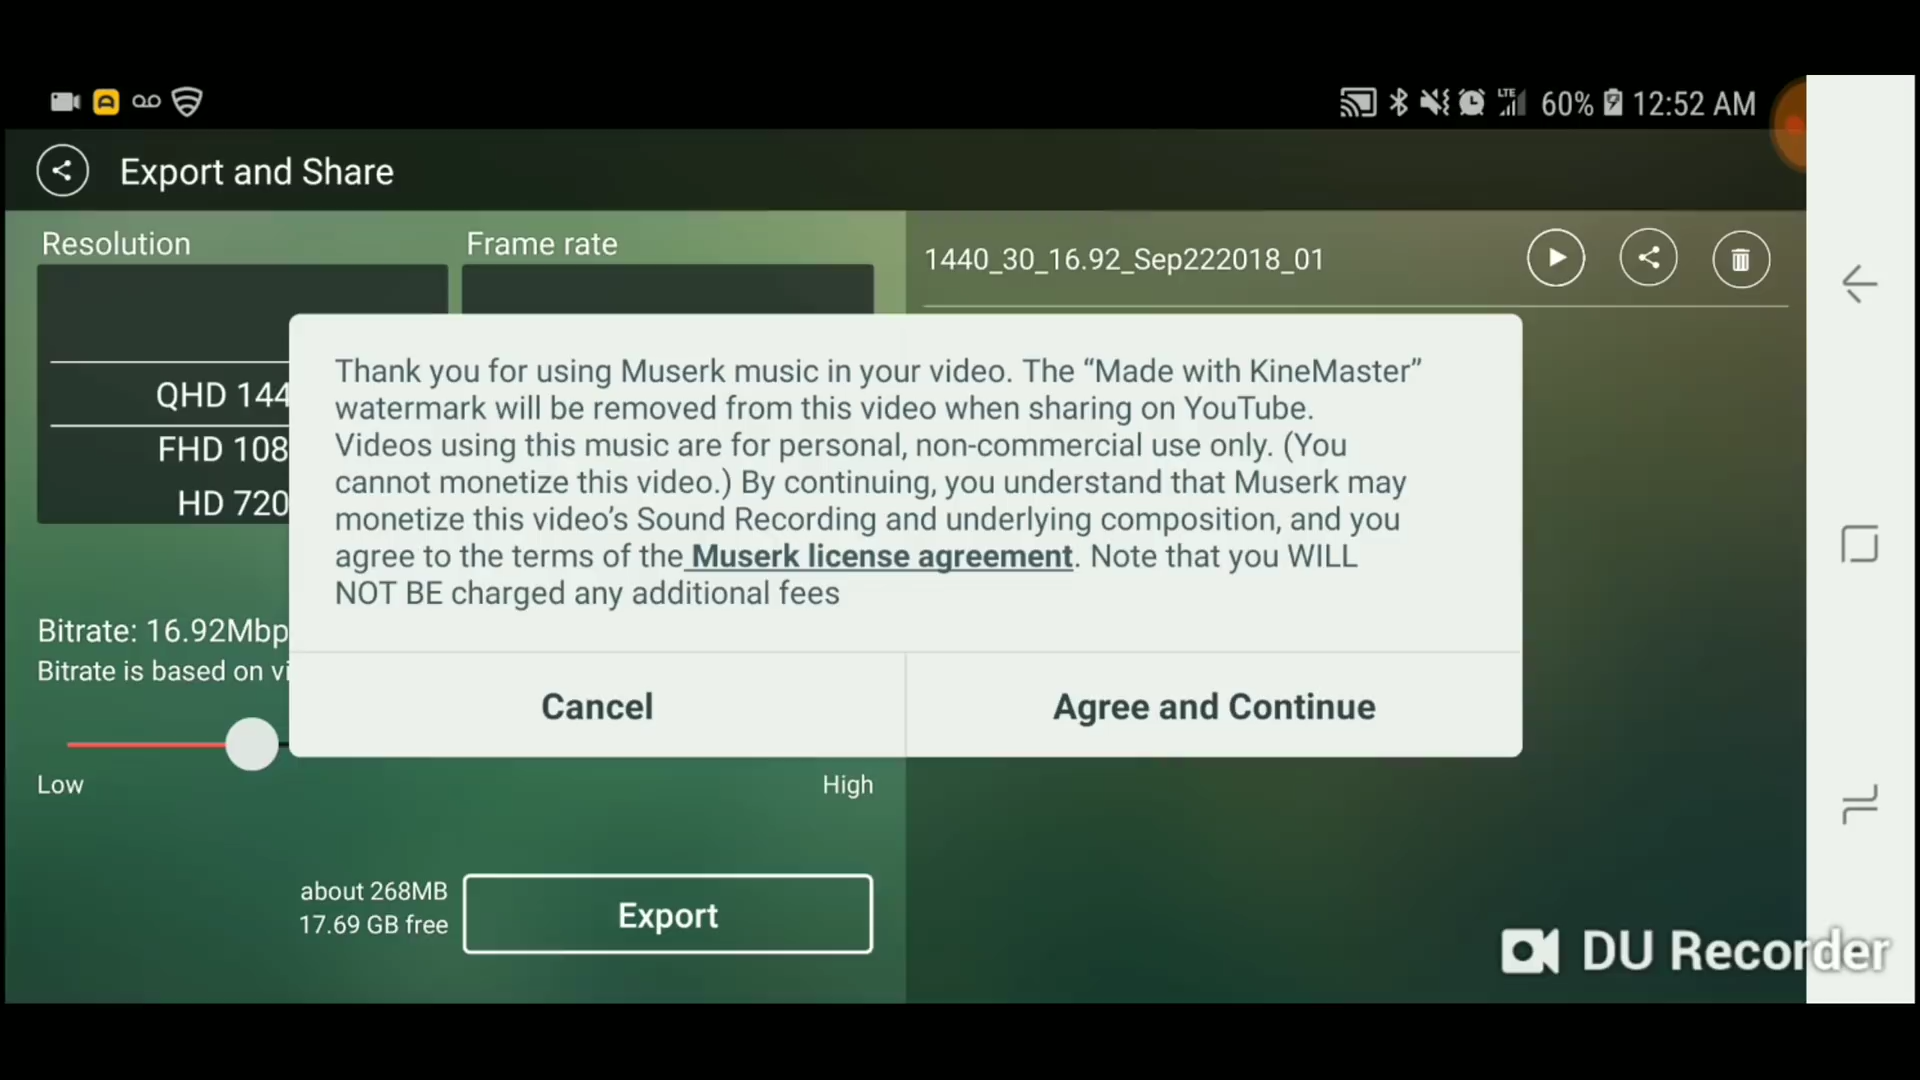 LTE 60% 12:52 AM
Export and Share
Resolution
Frame rate
1440_30_16.92_Sep222018_01
QHD 144
FHD 108
HD 720
Thank you for using Muserk music in your video. The “Made with KineMaster”
watermark will be removed from this video when sharing on YouTube.
Videos using this music are for personal, non-commercial use only. (You
cannot monetize this video.) By continuing, you understand that Muserk may
monetize this video’s Sound Recording and underlying composition, and you
agree to the terms of the Muserk license agreement. Note that you WILL
NOT BE charged any additional fees
Cancel
Agree and Continue
Bitrate: 16.92Mbp
Bitrate is based on vi
Low
High
about 268MB
17.69 GB free
Export
DU Recorder